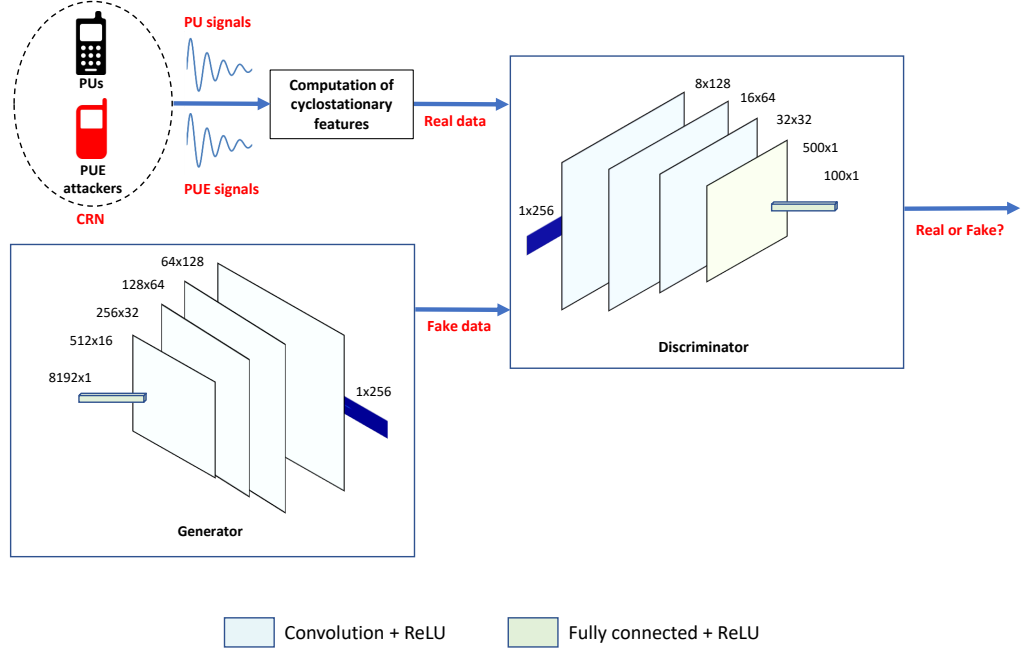 PU signals
PUs
PUE
attackers
CRN
PUE signals
Computation of
cyclostationary
features
Real data
8x128
16x64
32x32
500x1
100x1
1x256
Discriminator
Real or Fake?
64x128
128x64
256x32
512x16
8192x1
1x256
Generator
Fake data
Convolution + ReLU
Fully connected + ReLU